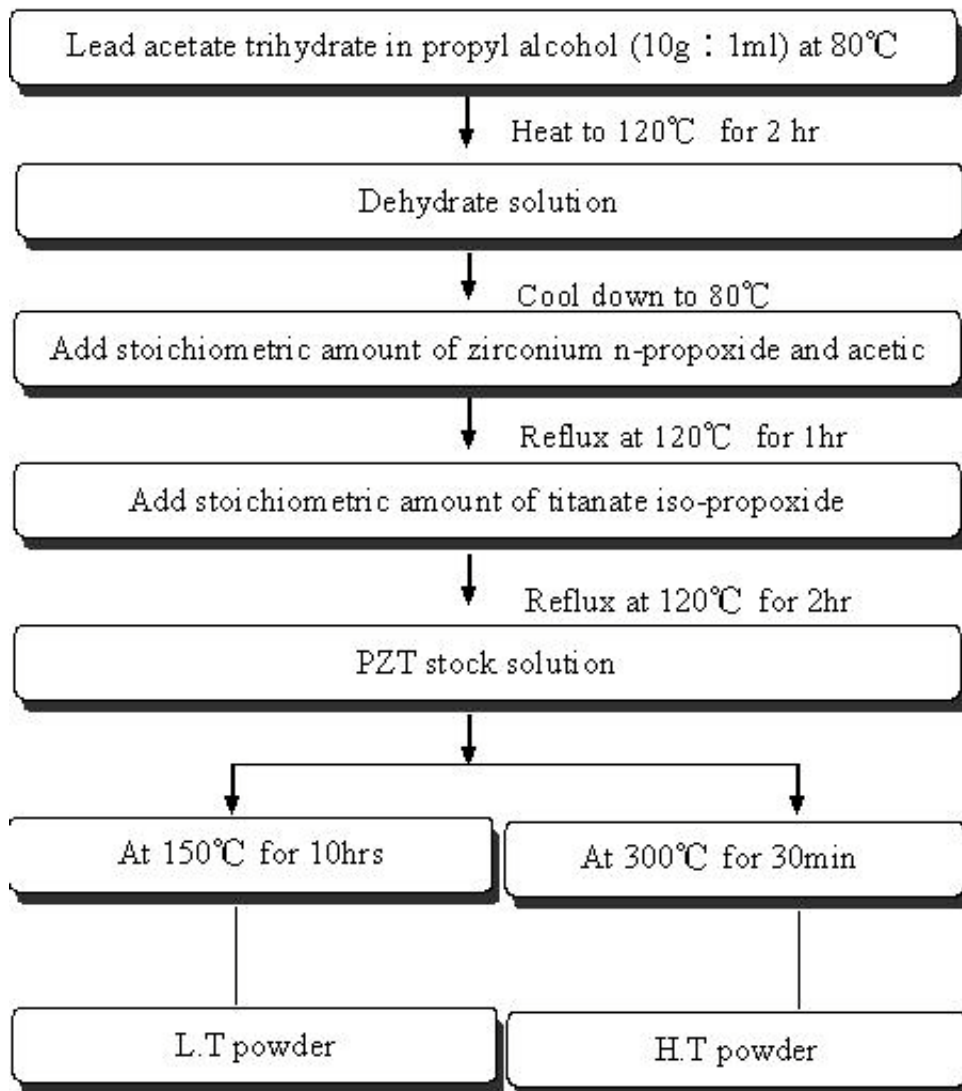 Lead acetate trihydrate in propyl alcohol (10g：1ml) at 80℃
Heat to 120℃ for 2 hr
Dehydrate solution
Cool down to 80℃
Add stoichiometric amount of zirconium n-propoxide and acetic
Reflux at 120℃ for 1hr
Add stoichiometric amount of titanate iso-propoxide
Reflux at 120℃ for 2hr
PZT stock solution
At 150℃ for 10hrs
At 300℃ for 30min
L.T powder
H.T powder